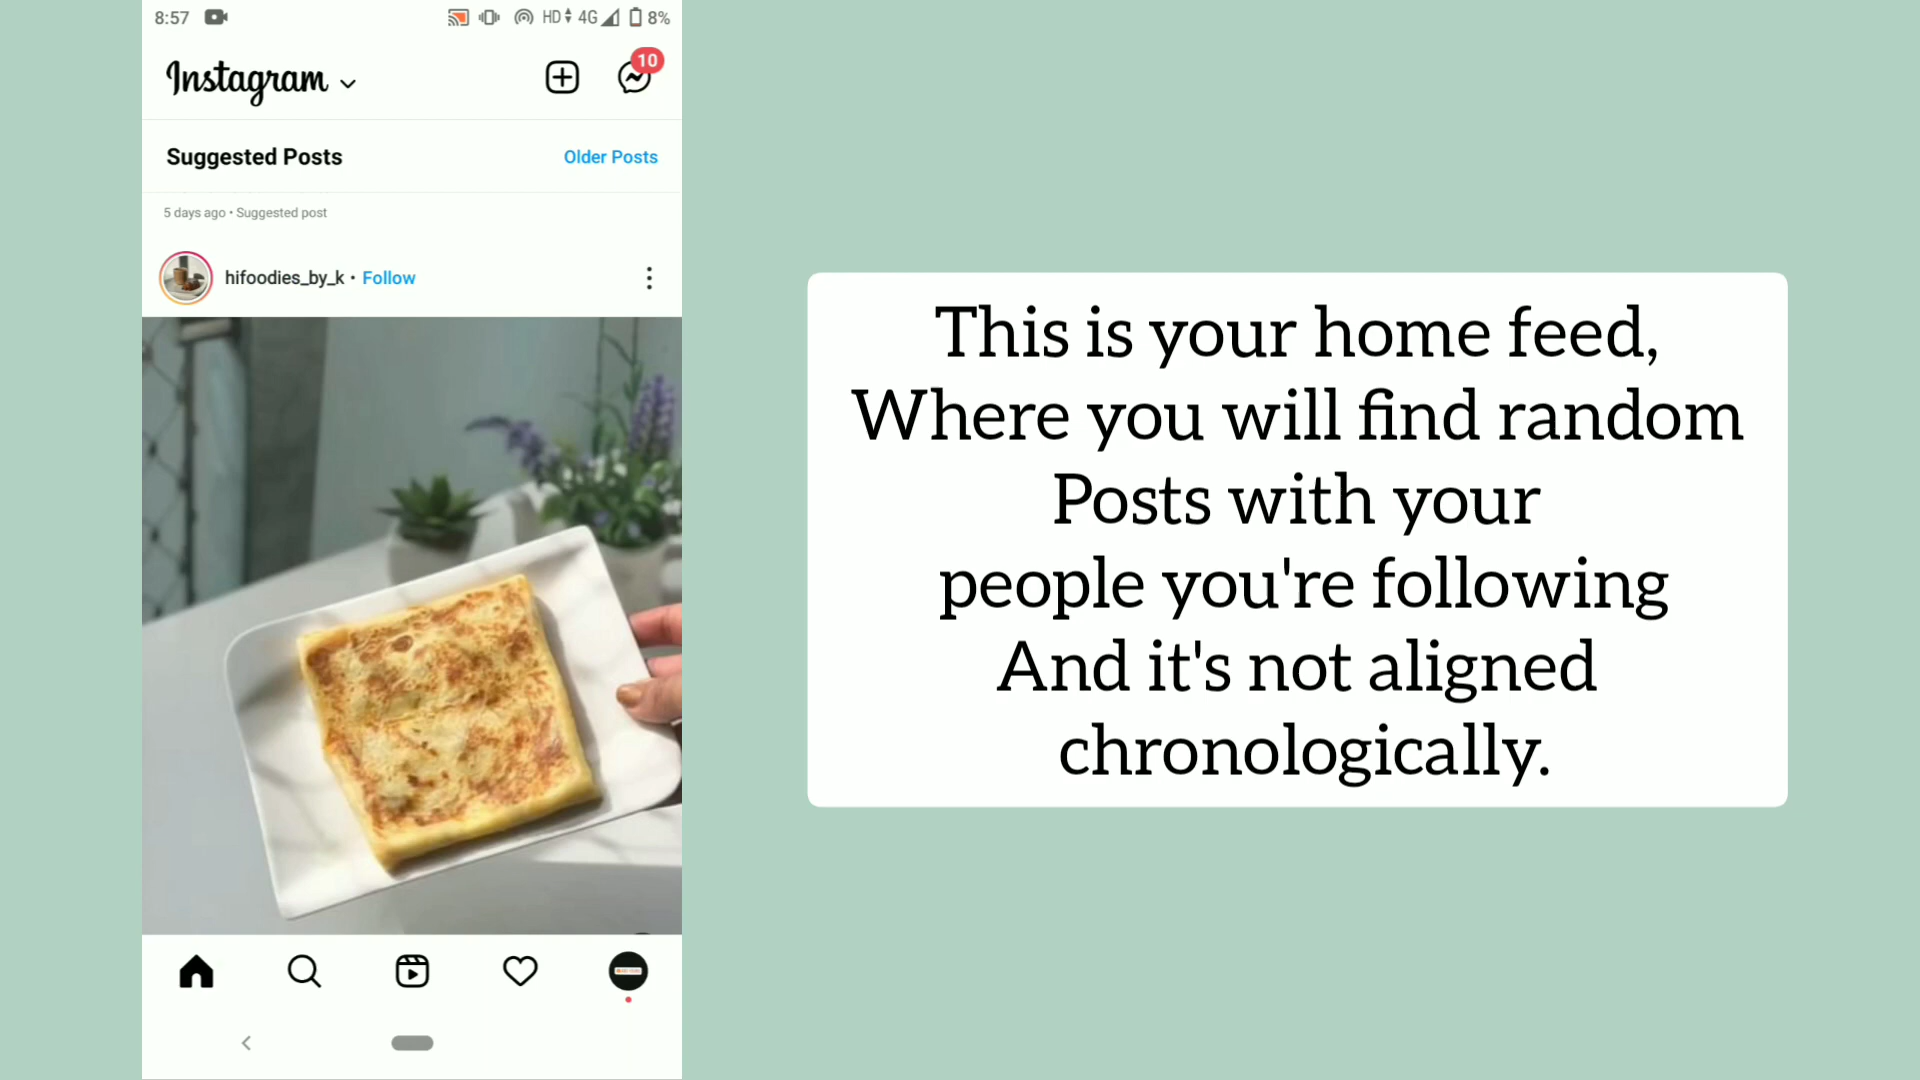 8:57 HD 4G 8%
Instagram 10
Suggested Posts Older Posts
5 days ago • Suggested post
hifoodies_by_k • Follow
This is your home feed,
Where you will find random
Posts with your
people you're following
And it's not aligned
chronologically.